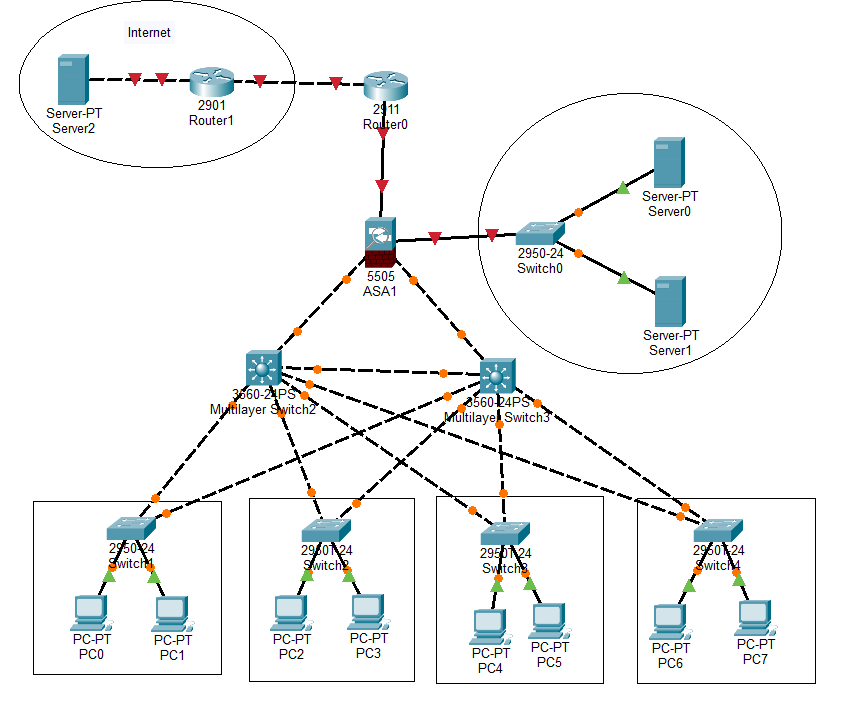 Internet
Server-PT
Server2
2901
Router1
2911
Router0
Server-PT
Server0
2950-24
Switch0
Server-PT
Server1
5505
ASA1
3560-24PS
Multilayer Switch2
3560-24PS
Multilayer Switch3
2950-24
Switch1
2950T-24
Switch2
2950T-24
Switch3
2950T-24
Switch4
PC-PT
PC0
PC-PT
PC1
PC-PT
PC2
PC-PT
PC3
PC-PT
PC4
PC-PT
PC5
PC-PT
PC6
PC-PT
PC7